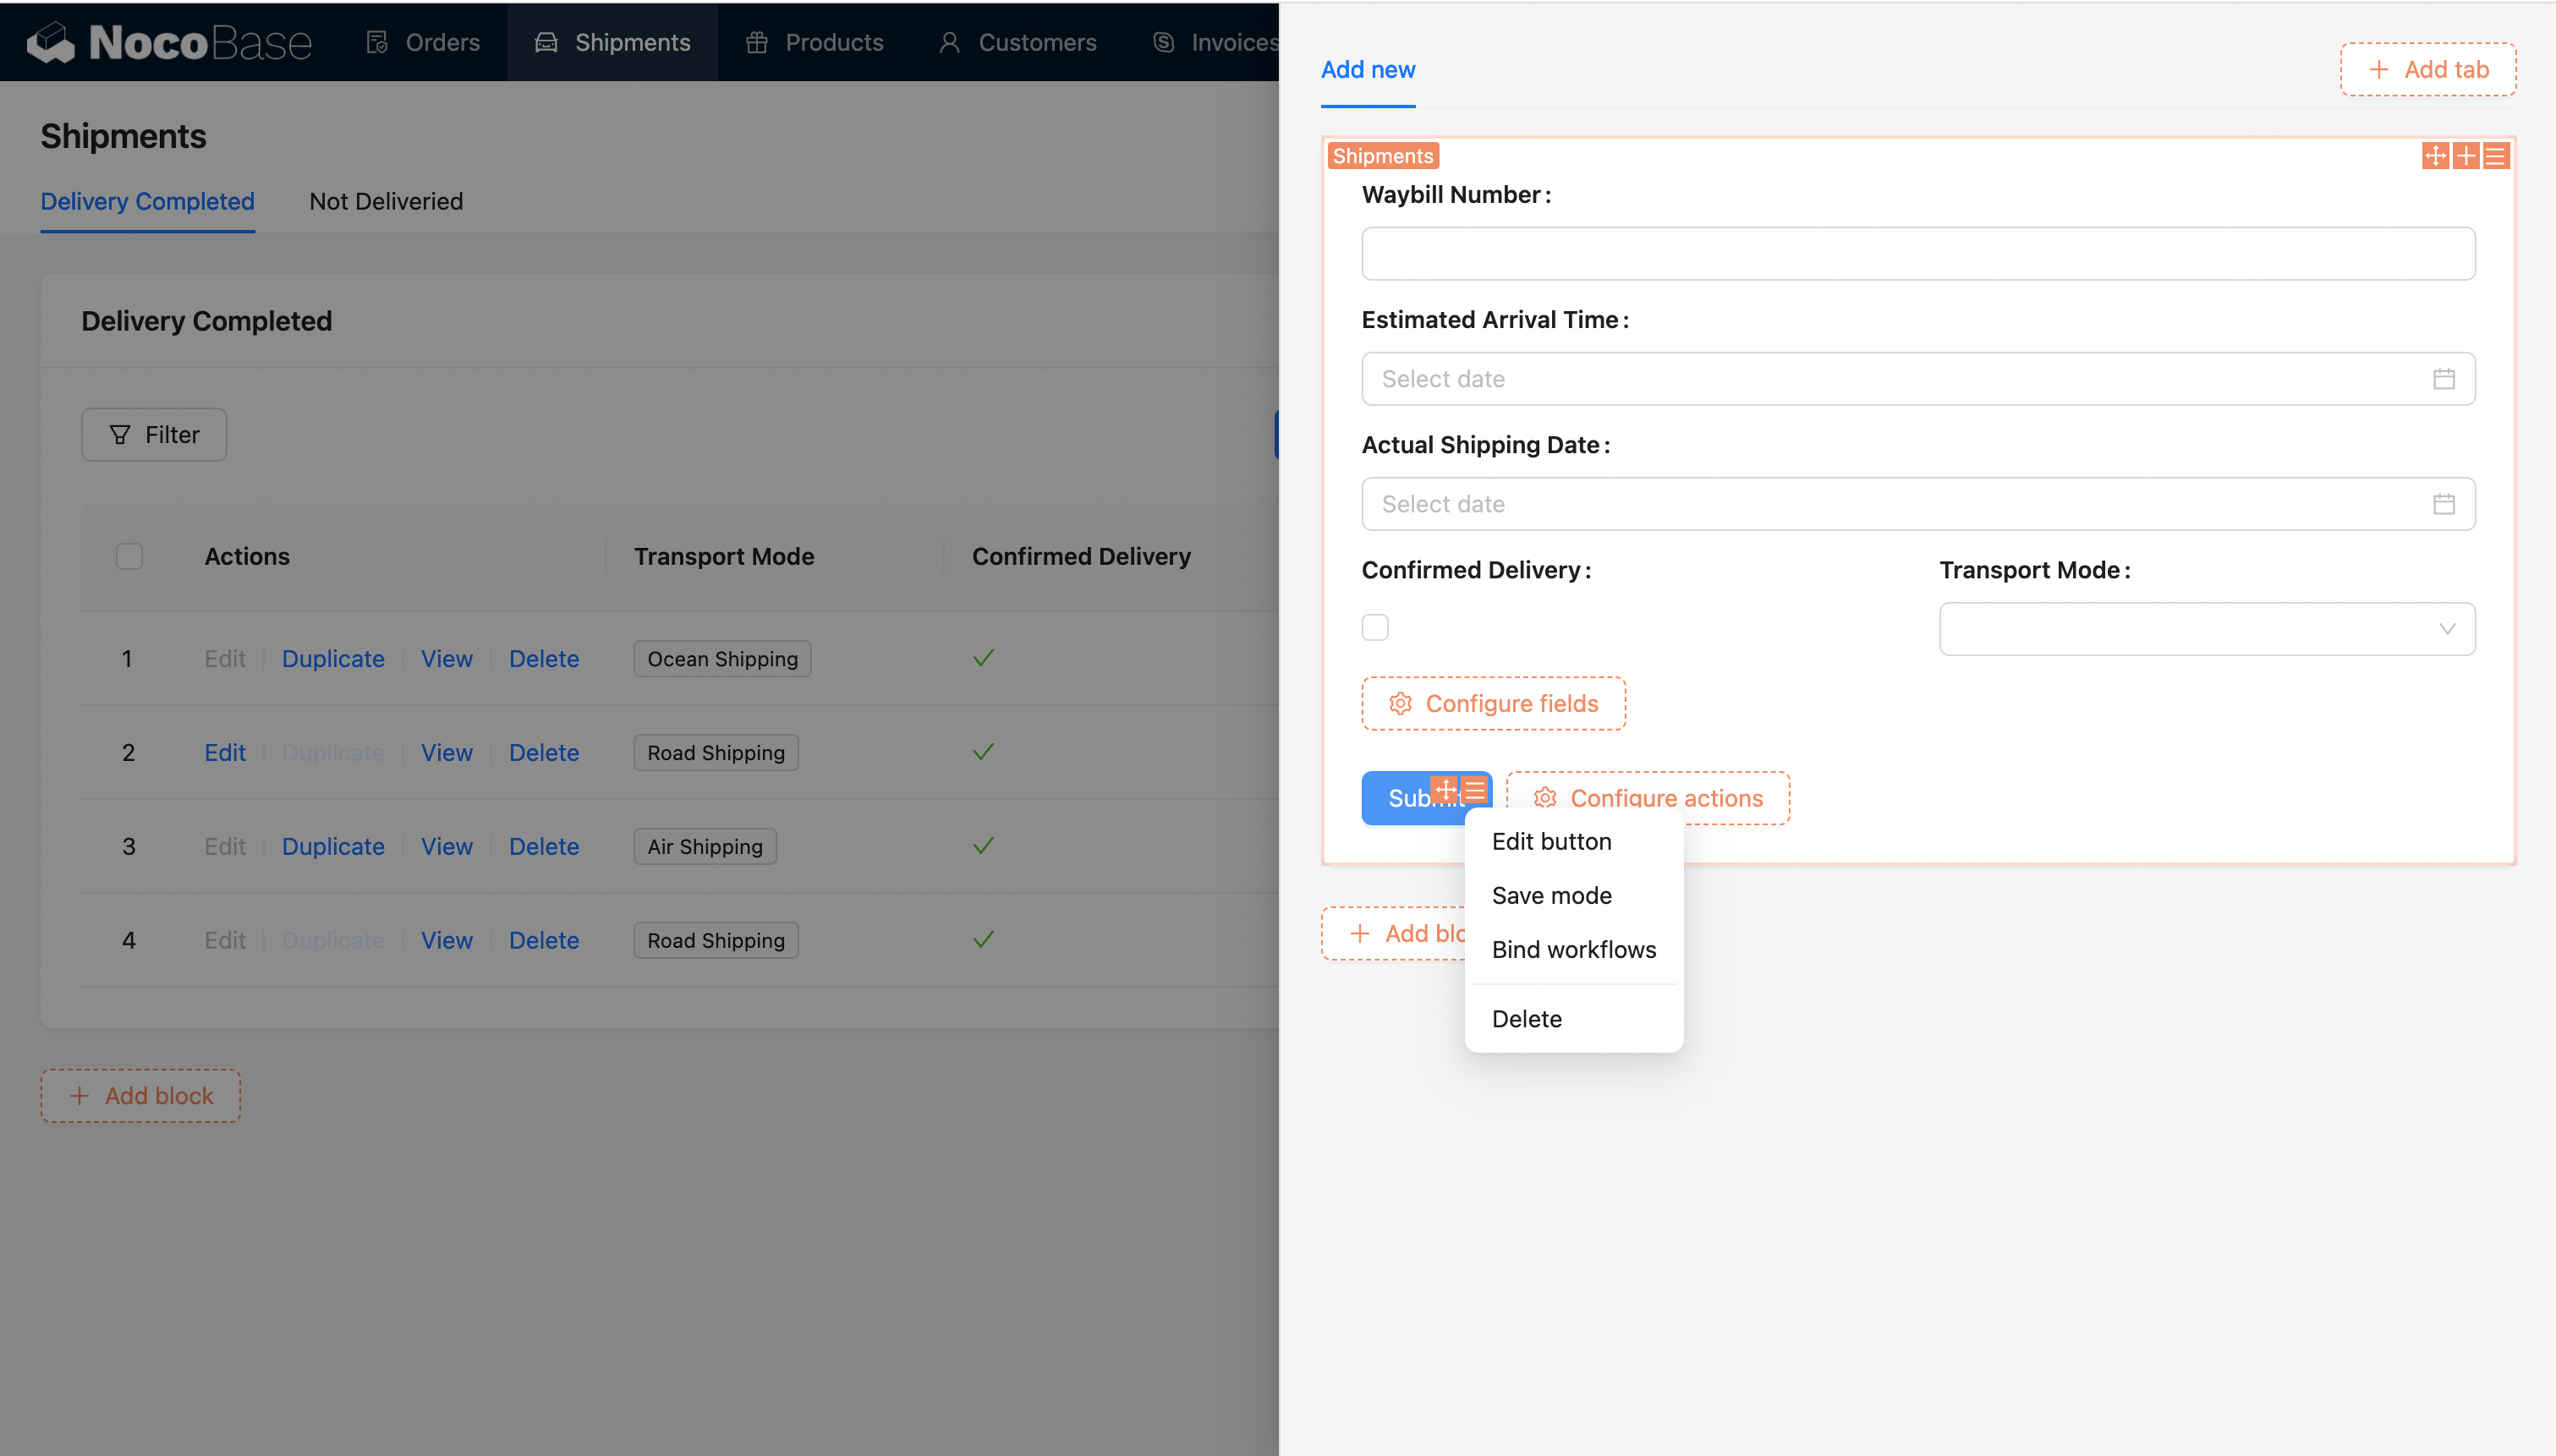 NocoBase Orders Shipments Products Customers Invoices
Shipments
Delivery Completed Not Deliveried
Delivery Completed
Filter
Actions Transport Mode Confirmed Delivery
1 Edit Duplicate View Delete Ocean Shipping
2 Edit Duplicate View Delete Road Shipping
3 Edit Duplicate View Delete Air Shipping
4 Edit Duplicate View Delete Road Shipping
+ Add block
Add new + Add tab
Shipments
Waybill Number:
Estimated Arrival Time:
Select date
Actual Shipping Date:
Select date
Confirmed Delivery: Transport Mode:
Configure fields
Submit Configure actions
Edit button
Save mode
Bind workflows
Delete
+ Add blo